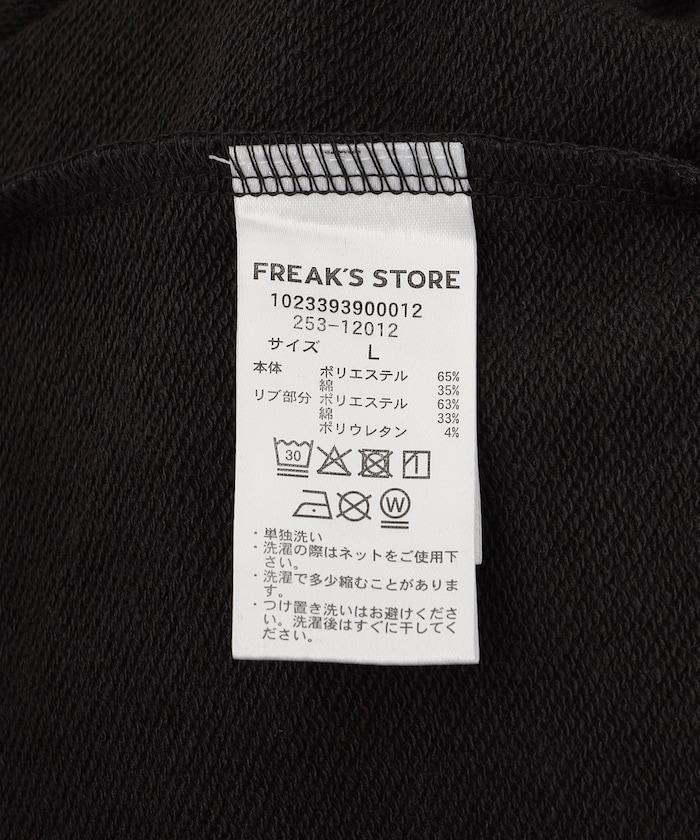 FREAK'S STORE
1023393900012
253-12012
サイズ L
本体 ポリエステル 65%
綿 35%
リブ部分 ポリエステル 63%
綿 33%
ポリウレタン 4%
30
W
・単独洗い
・洗濯の際はネットをご使用下
さい。
・洗濯で多少縮むことがありま
す。
・つけ置き洗いはお避けくださ
い。洗濯後はすぐに干してく
ださい。